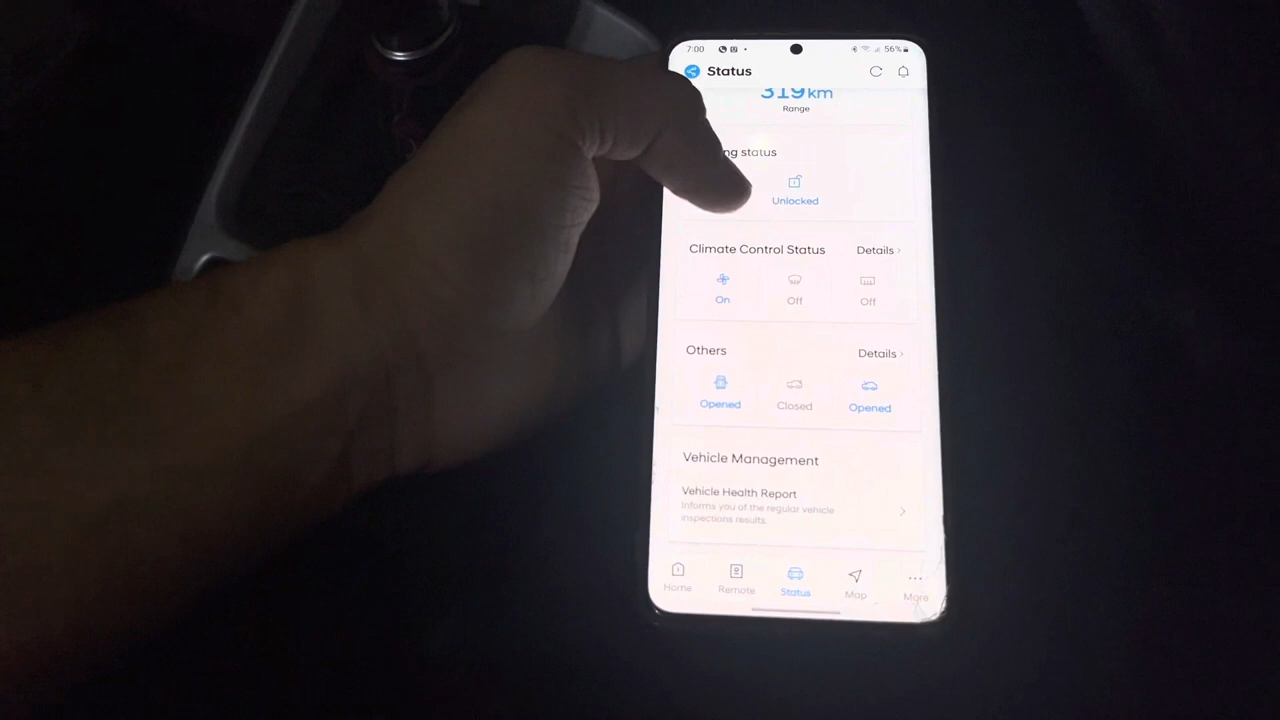 7:00 56%
Status
319 km
Range
ng status
Unlocked
Climate Control Status Details
On Off Off
Others Details
Opened Closed Opened
Vehicle Management
Vehicle Health Report
Informs you of the regular vehicle
inspections results.
Home Remote Status Map More